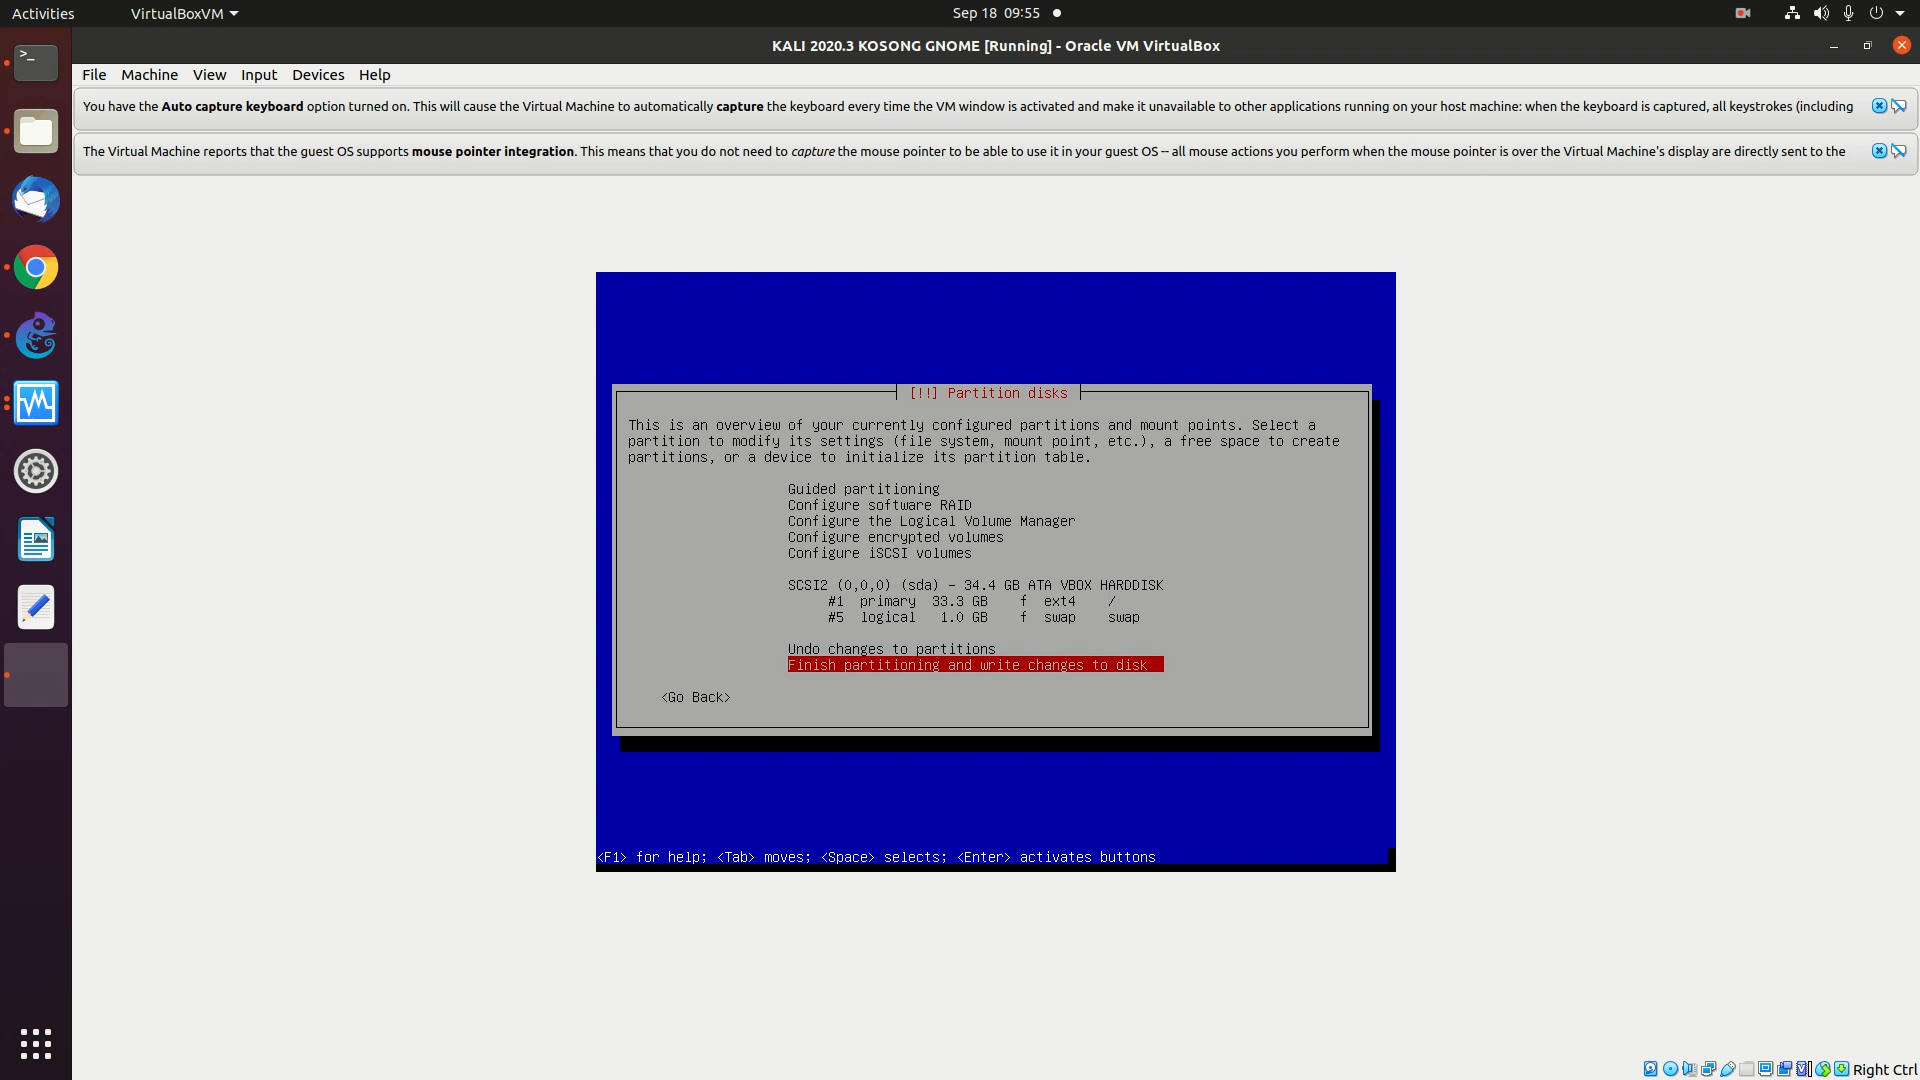 Activities
VirtualBoxVM
Sep 18 09:55
KALI 2020.3 KOSONG GNOME [Running] - Oracle VM VirtualBox
File Machine View Input Devices Help
You have the Auto capture keyboard option turned on. This will cause the Virtual Machine to automatically capture the keyboard every time the VM window is activated and make it unavailable to other applications running on your host machine: when the keyboard is captured, all keystrokes (including
The Virtual Machine reports that the guest OS supports mouse pointer integration. This means that you do not need to capture the mouse pointer to be able to use it in your guest OS -- all mouse actions you perform when the mouse pointer is over the Virtual Machine's display are directly sent to the
[!!] Partition disks
This is an overview of your currently configured partitions and mount points. Select a
partition to modify its settings (file system, mount point, etc.), a free space to create
partitions, or a device to initialize its partition table.
Guided partitioning
Configure software RAID
Configure the Logical Volume Manager
Configure encrypted volumes
Configure iSCSI volumes
SCSI2 (0,0,0) (sda) - 34.4 GB ATA VBOX HARDDISK
#1 primary 33.3 GB f ext4 /
#5 logical 1.0 GB f swap swap
Undo changes to partitions
Finish partitioning and write changes to disk
<Go Back>
<F1> for help; <Tab> moves; <Space> selects; <Enter> activates buttons
Right Ctrl